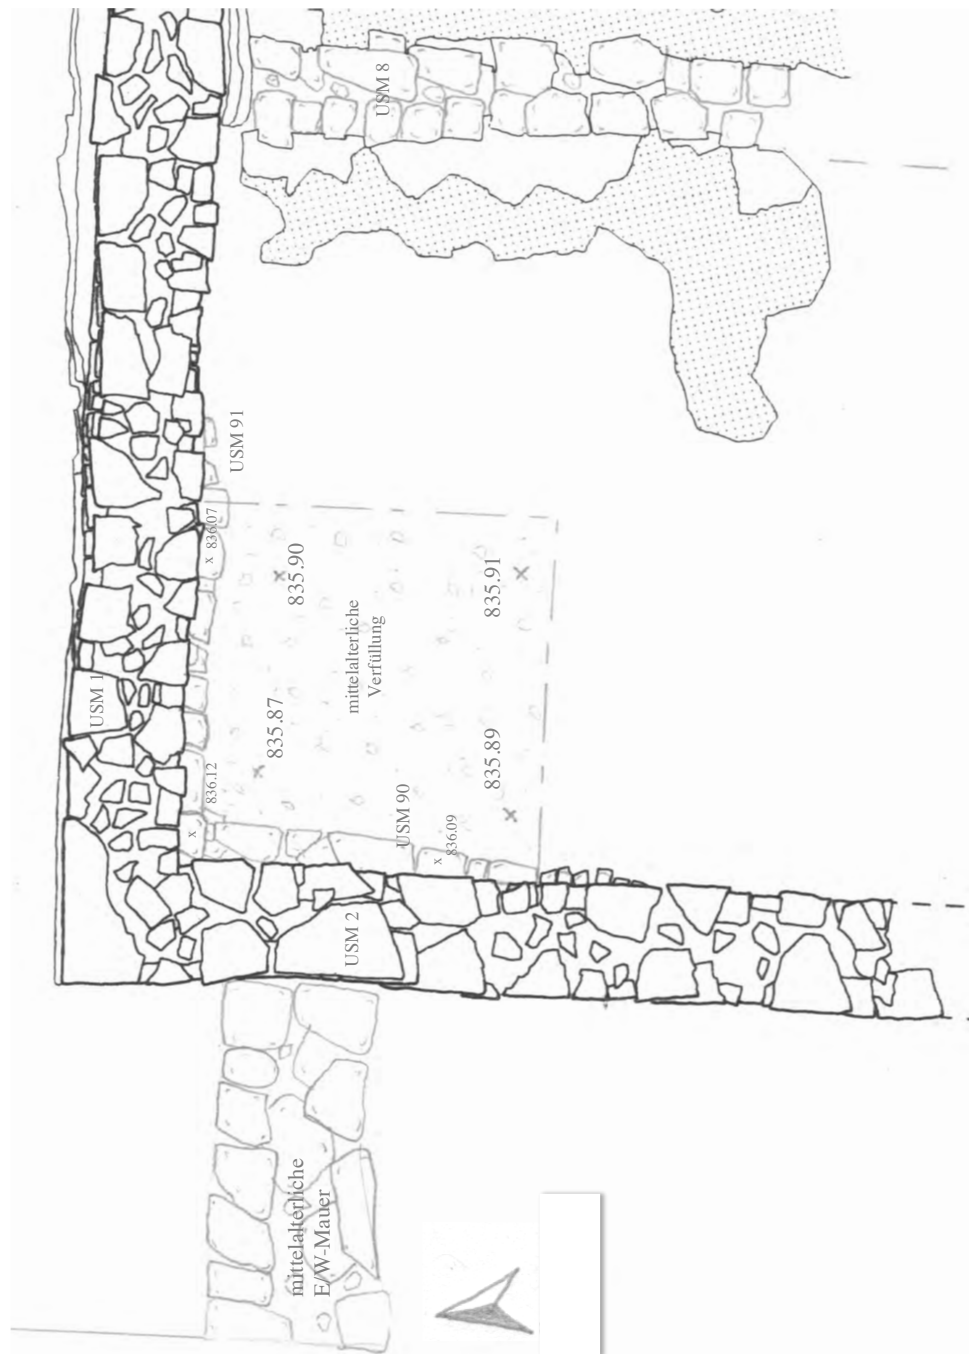 USM 8
USM 91
x 836.07
835.90
835.91
mittelalterliche
Verfüllung
USM 1
835.87
835.89
836.12
x
USM 90
x 836.09
USM 2
mittelalterliche
E/W-Mauer